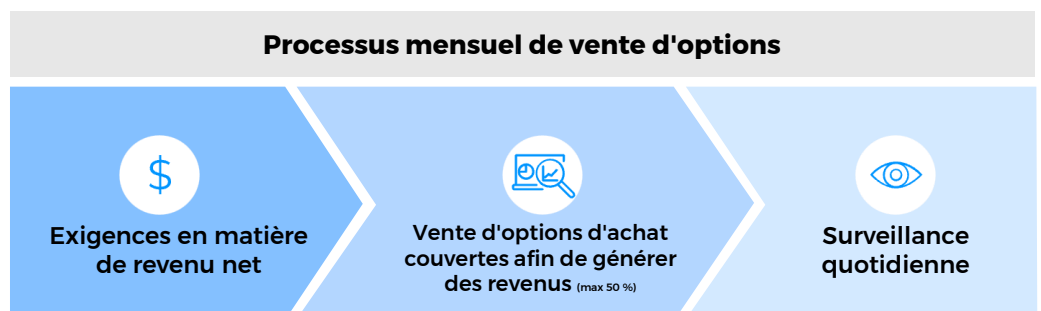 Processus mensuel de vente d'options
$
Exigences en matière
de revenu net
Vente d'options d'achat
couvertes afin de générer
des revenus (max 50 %)
Surveillance
quotidienne